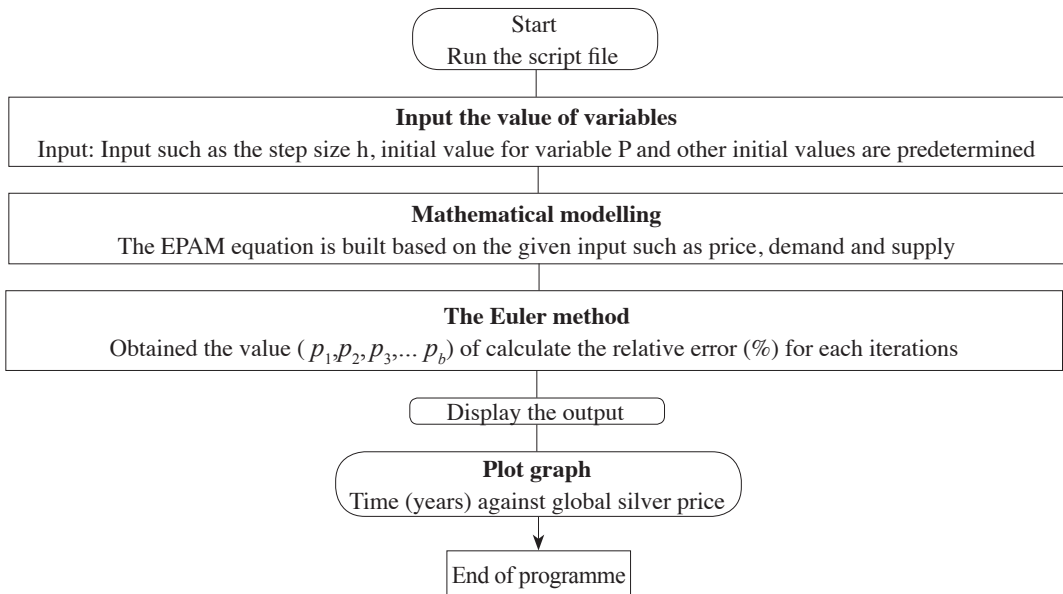 Start
Run the script file
Input the value of variables
Input: Input such as the step size h, initial value for variable P and other initial values are predetermined
Mathematical modelling
The EPAM equation is built based on the given input such as price, demand and supply
The Euler method
Obtained the value ( p₁,p₂,p₃,... p_b) of calculate the relative error (%) for each iterations
Display the output
Plot graph
Time (years) against global silver price
End of programme